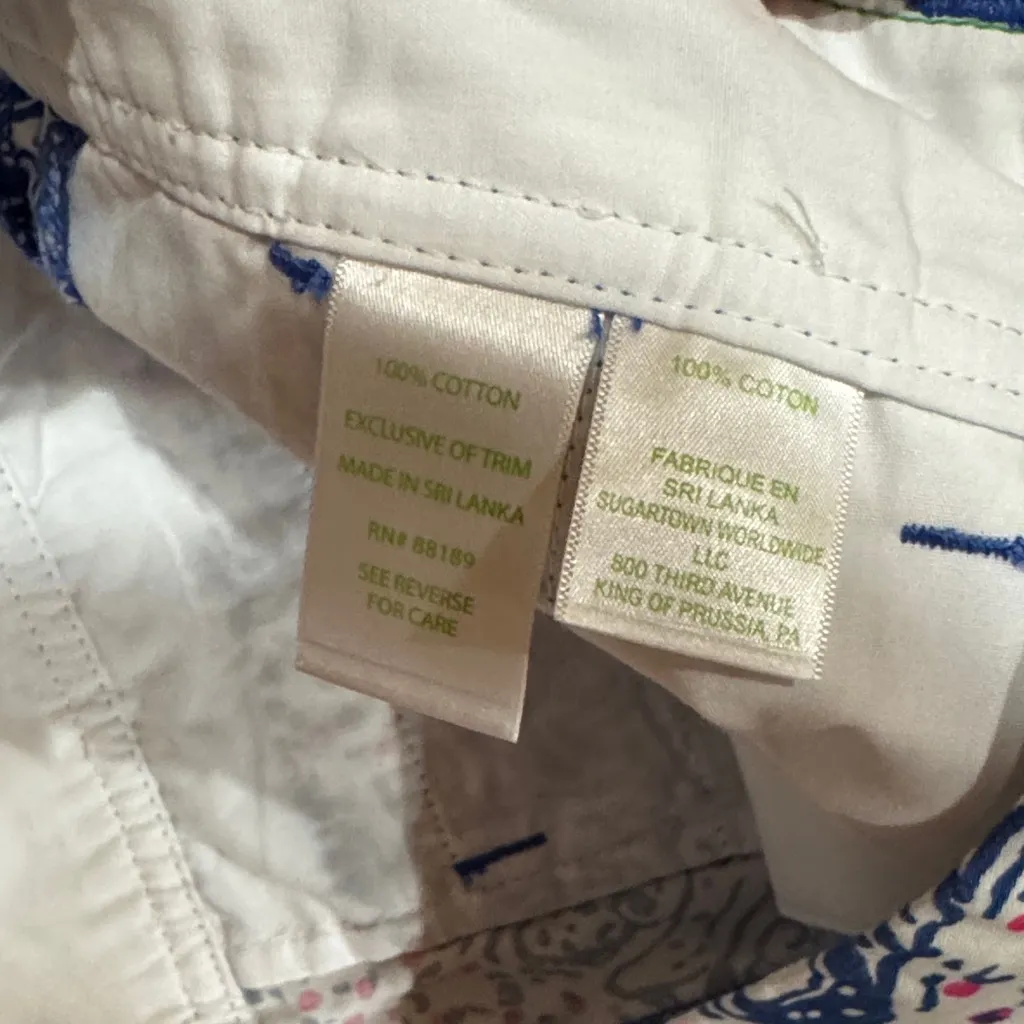 100% COTTON
EXCLUSIVE OF TRIM
MADE IN SRI LANKA
RN# 88189
SEE REVERSE
FOR CARE
100% COTON
FABRIQUE EN
SRI LANKA
SUGARTOWN WORLDWIDE,
LLC
800 THIRD AVENUE
KING OF PRUSSIA, PA